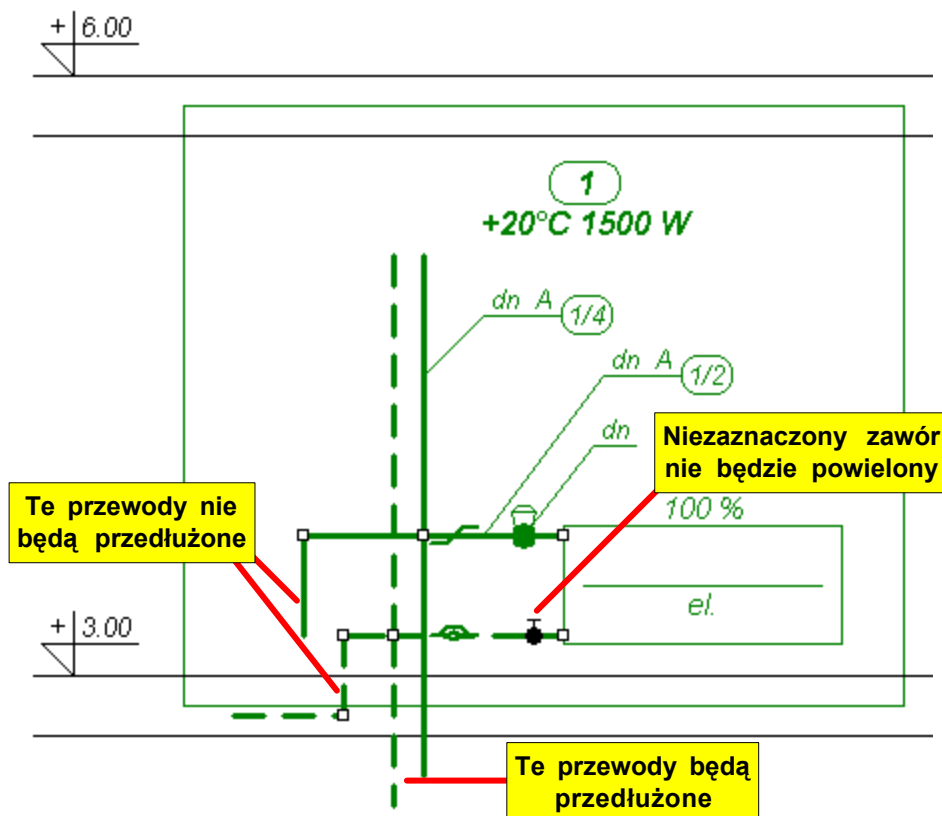 + 6.00
1
+20°C 1500 W
dn A 1/4
dn A 1/2
dn
Niezaznaczony zawór
nie będzie powielony
Te przewody nie
będą przedłużone
100 %
el.
+ 3.00
Te przewody będą
przedłużone